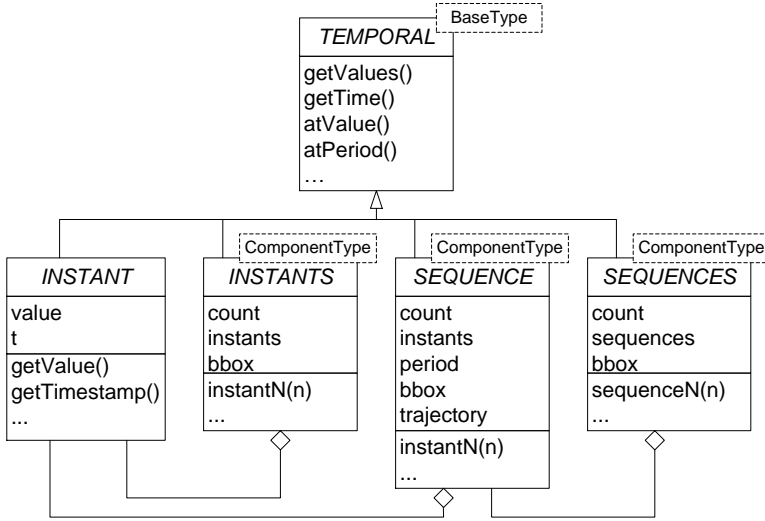 BaseType
TEMPORAL
getValues()
getTime()
atValue()
atPeriod()
...
INSTANT
value
t
getValue()
getTimestamp()
...
ComponentType
INSTANTS
count
instants
bbox
instantN(n)
...
ComponentType
SEQUENCE
count
instants
period
bbox
trajectory
instantN(n)
...
ComponentType
SEQUENCES
count
sequences
bbox
sequenceN(n)
...